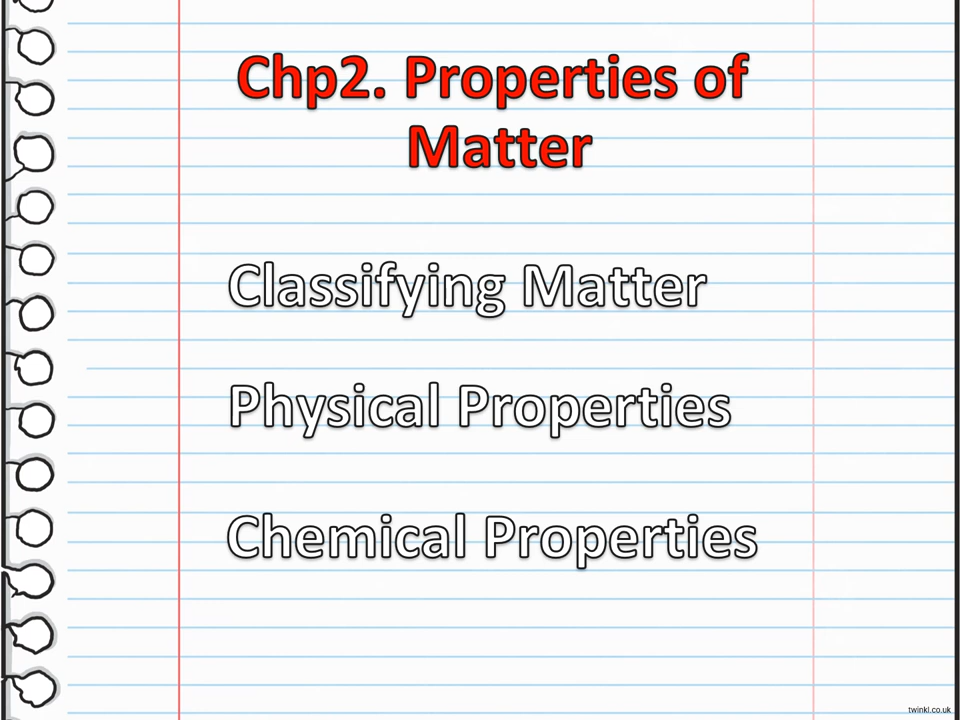 Chp2. Properties of
Matter
Classifying Matter
Physical Properties
Chemical Properties
twinkl.co.uk